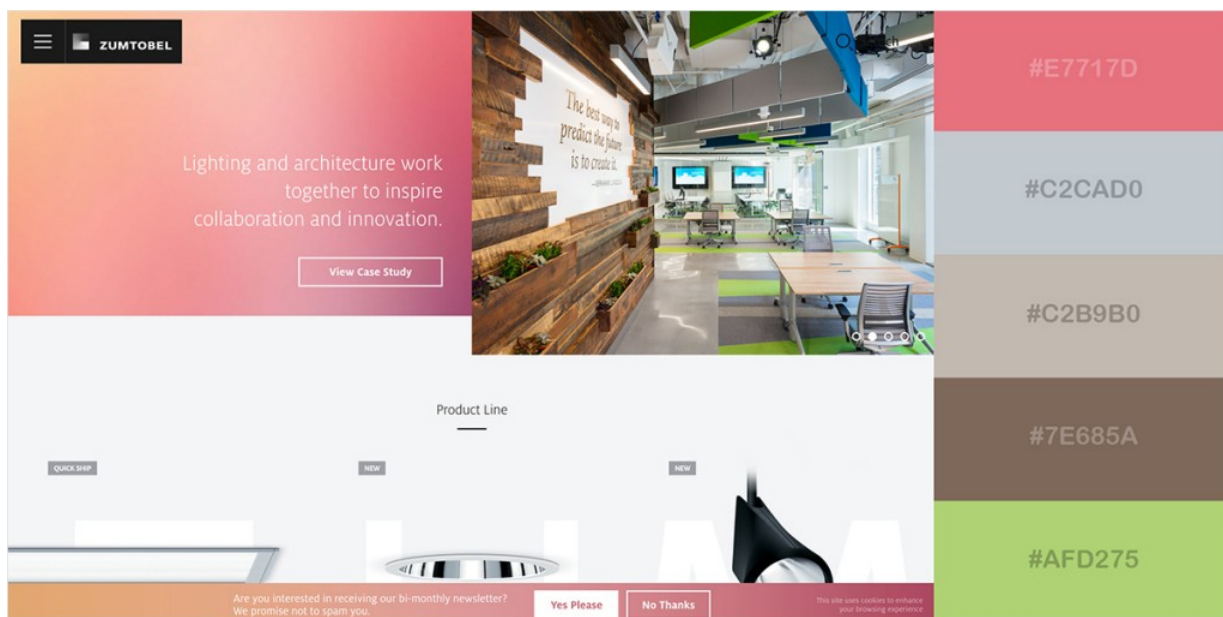 ZUMTOBEL
Lighting and architecture work
together to inspire
collaboration and innovation.
View Case Study
The best way to
predict the future
is to create it.
Product Line
QUICK SHIP
NEW
NEW
Are you interested in receiving our bi-monthly newsletter?
We promise not to spam you.
Yes Please
No Thanks
This site uses cookies to enhance
your browsing experience
#E7717D
#C2CAD0
#C2B9B0
#7E685A
#AFD275